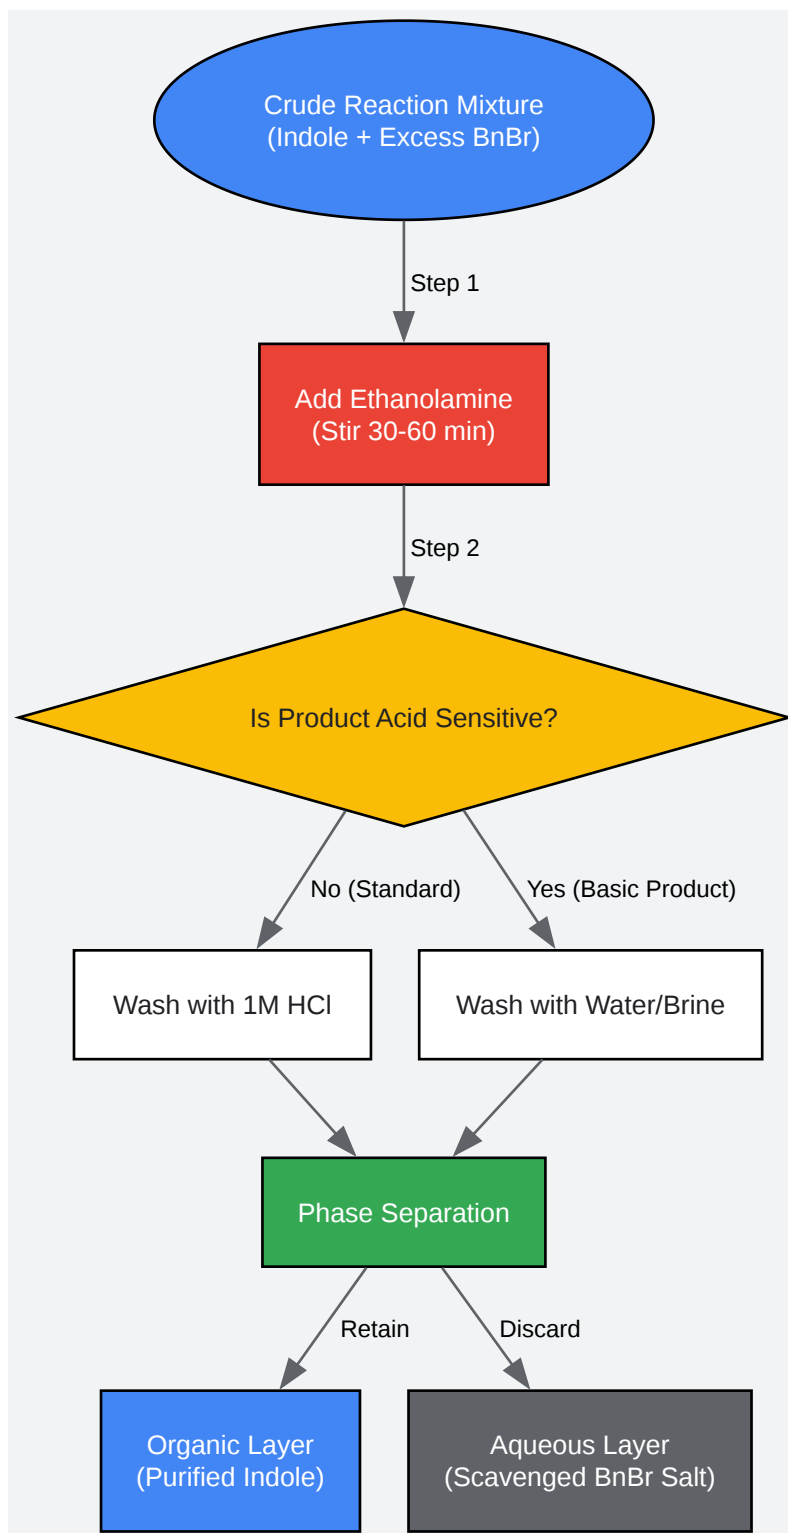 Crude Reaction Mixture
(Indole + Excess BnBr)
Step 1
Add Ethanolamine
(Stir 30-60 min)
Step 2
Is Product Acid Sensitive?
No (Standard)
Yes (Basic Product)
Wash with 1M HCl
Wash with Water/Brine
Phase Separation
Retain
Discard
Organic Layer
(Purified Indole)
Aqueous Layer
(Scavenged BnBr Salt)